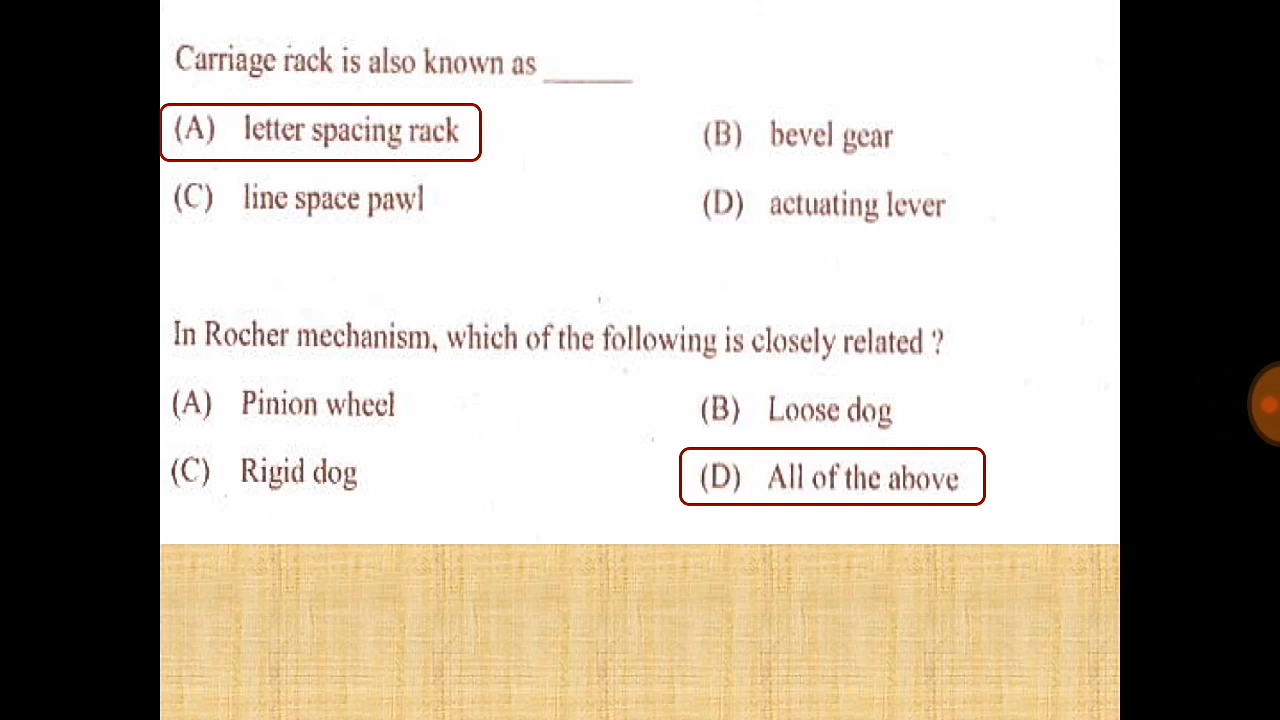 Carriage rack is also known as ______
(A) letter spacing rack (B) bevel gear
(C) line space pawl (D) actuating lever
In Rocher mechanism, which of the following is closely related ?
(A) Pinion wheel (B) Loose dog
(C) Rigid dog (D) All of the above